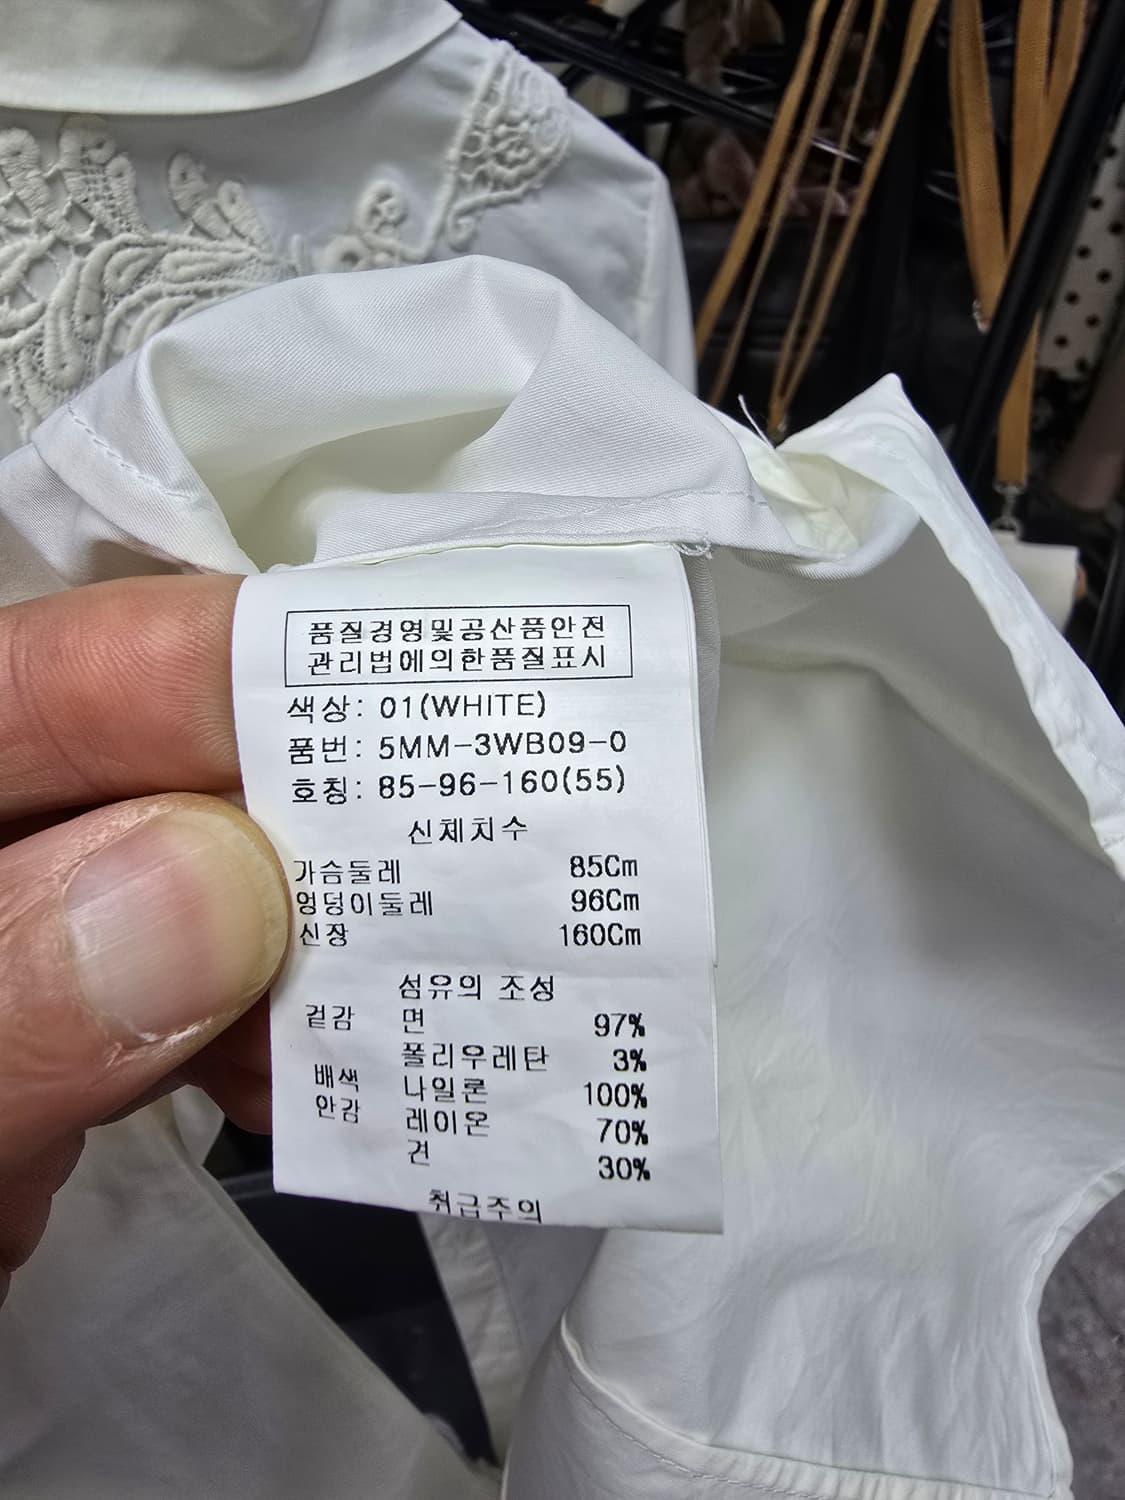 품질경영및공산품안전
관리법에의한품질표시
색상: 01(WHITE)
품번: 5MM-3WB09-0
호칭: 85-96-160(55)
신체치수
가슴둘레 85Cm
엉덩이둘레 96Cm
신장 160Cm
섬유의 조성
겉감 면 97%
폴리우레탄 3%
배색 나일론 100%
안감 레이온 70%
견 30%
취급주의